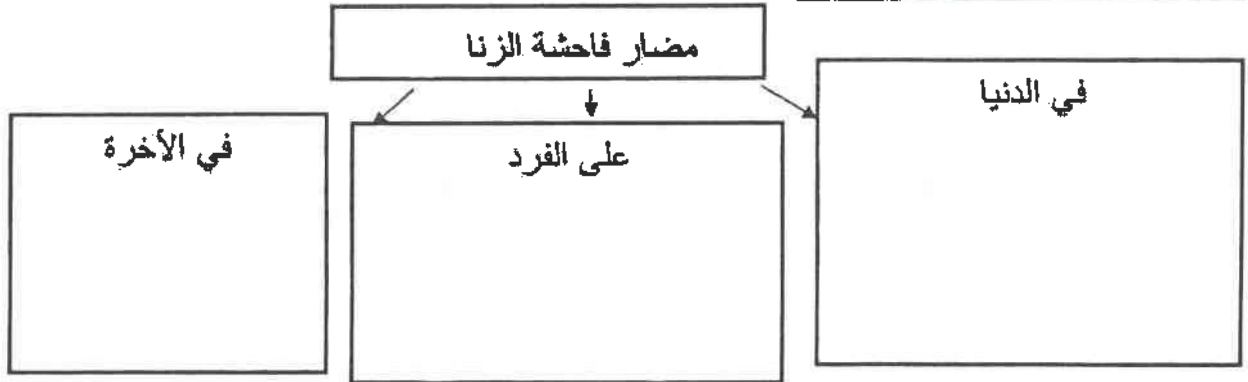 مضار فاحشة الزنا
في الدنيا
على الفرد
في الأخرة